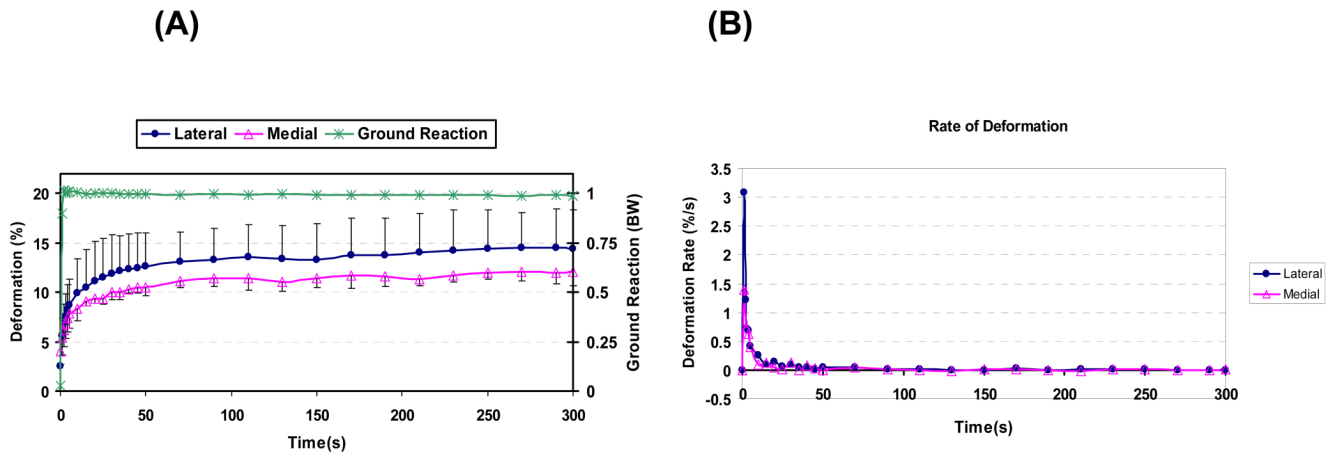 (A)
(B)
Lateral
Medial
Ground Reaction
Deformation (%)
20
15
10
5
0
1
0.75
0.5
0.25
0
Ground Reaction (BW)
0 50 100 150 200 250 300
Time(s)
Rate of Deformation
Deformation Rate (%/s)
3.5
3
2.5
2
1.5
1
0.5
0
-0.5
0 50 100 150 200 250 300
Time(s)
Lateral
Medial